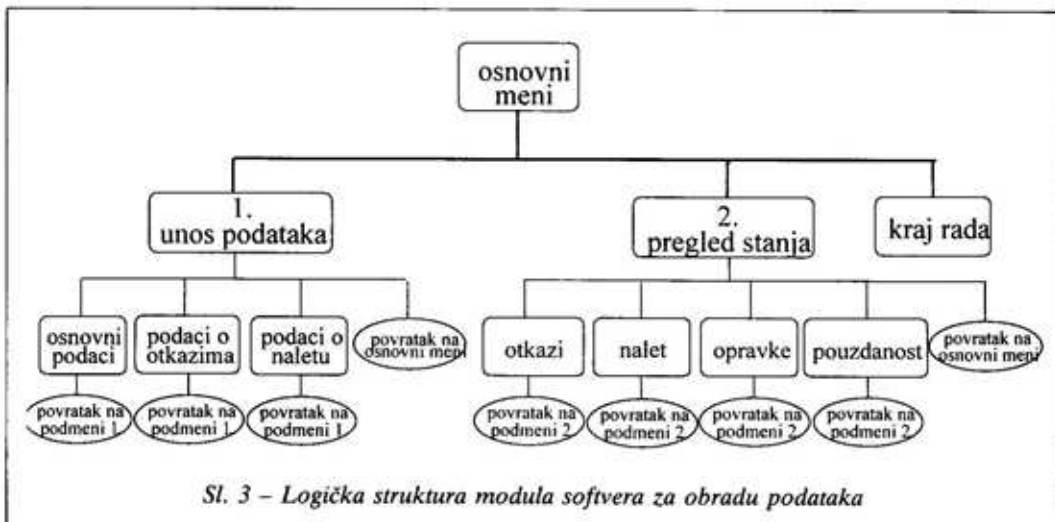 osnovni
meni
1.
unos podataka
2.
pregled stanja
kraj rada
osnovni
podaci
podaci o
otkazima
podaci o
naletu
povratak na
osnovni meni
otkazi
nalet
opravke
pouzdanost
povratak na
osnovni meni
povratak na
podmeni 1
povratak na
podmeni 1
povratak na
podmeni 1
povratak na
podmeni 2
povratak na
podmeni 2
povratak na
podmeni 2
povratak na
podmeni 2
Sl. 3 – Logička struktura modula softvera za obradu podataka